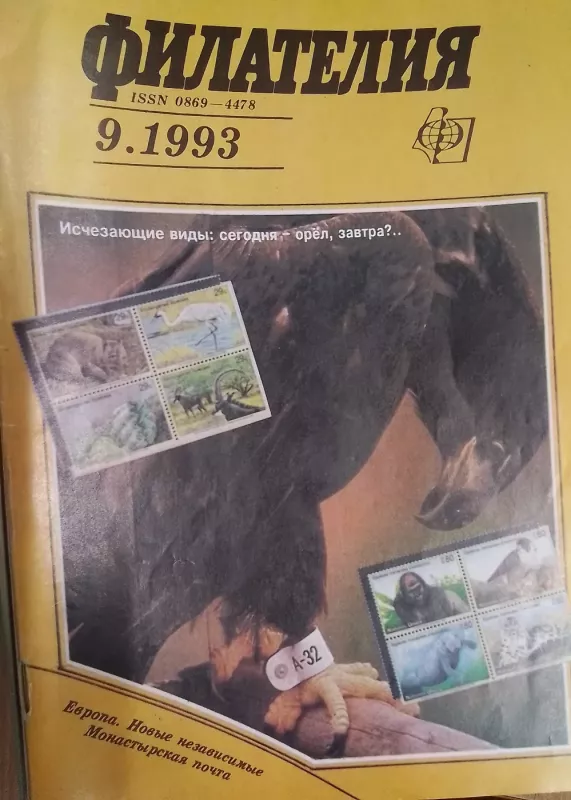 ФИЛАТЕЛИЯ
ISSN 0869—4478
9.1993
Исчезающие виды: сегодня – орёл, завтра?..
А-32
Европа. Новые независимые
Монастырская почта